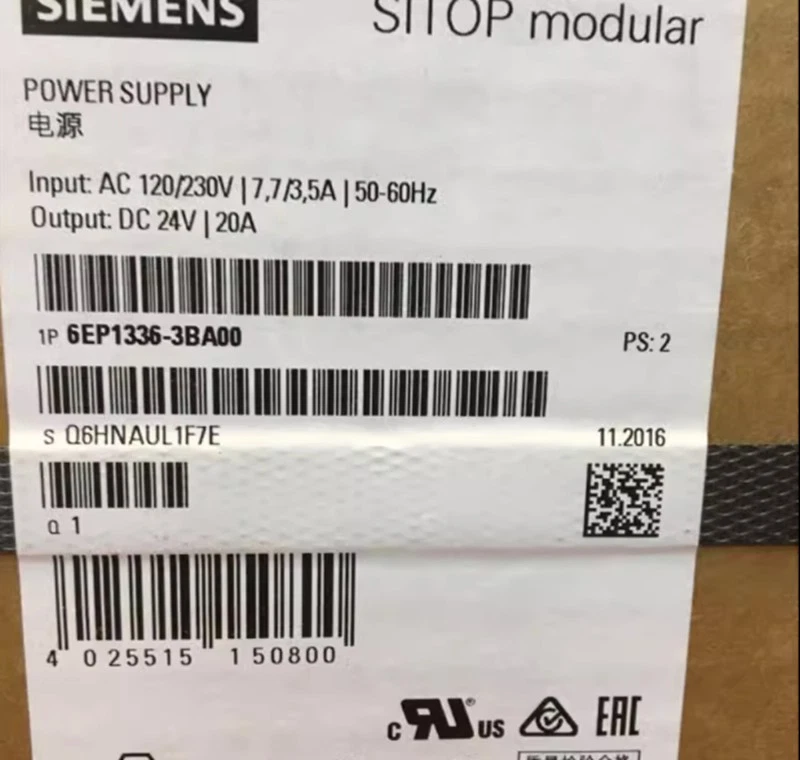 SIEMENS
SITOP modular
POWER SUPPLY
电源
Input: AC 120/230V | 7,7/3,5A | 50-60Hz
Output: DC 24V | 20A
1P 6EP1336-3BA00
PS: 2
S Q6HNAUL1F7E
11.2016
Q 1
4 025515 150800
c RU® US
EAC